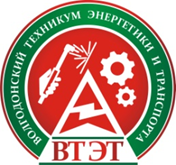 ВОЛГОДОНСКИЙ ТЕХНИКУМ ЭНЕРГЕТИКИ И ТРАНСПОРТА
ВТЭТ